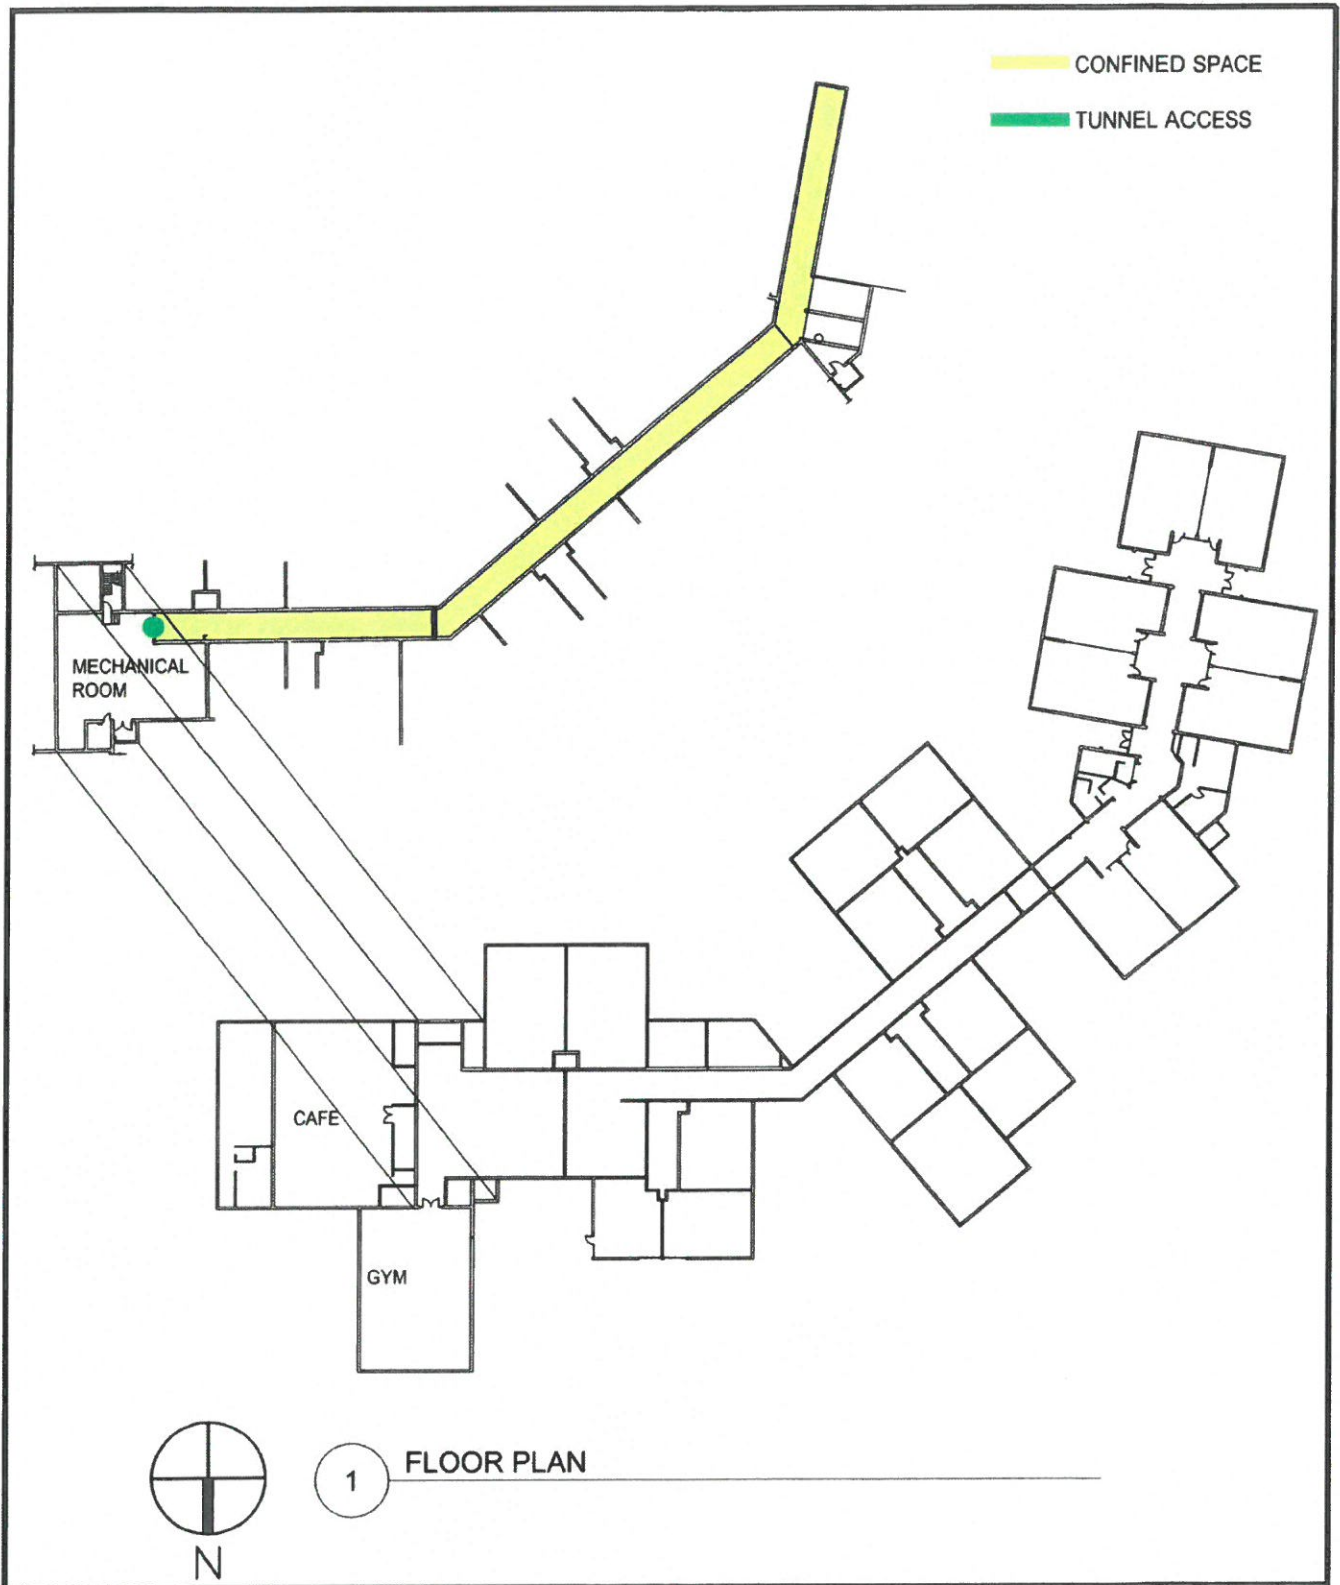 CONFINED SPACE
TUNNEL ACCESS
MECHANICAL
ROOM
CAFE
GYM
1
FLOOR PLAN
N